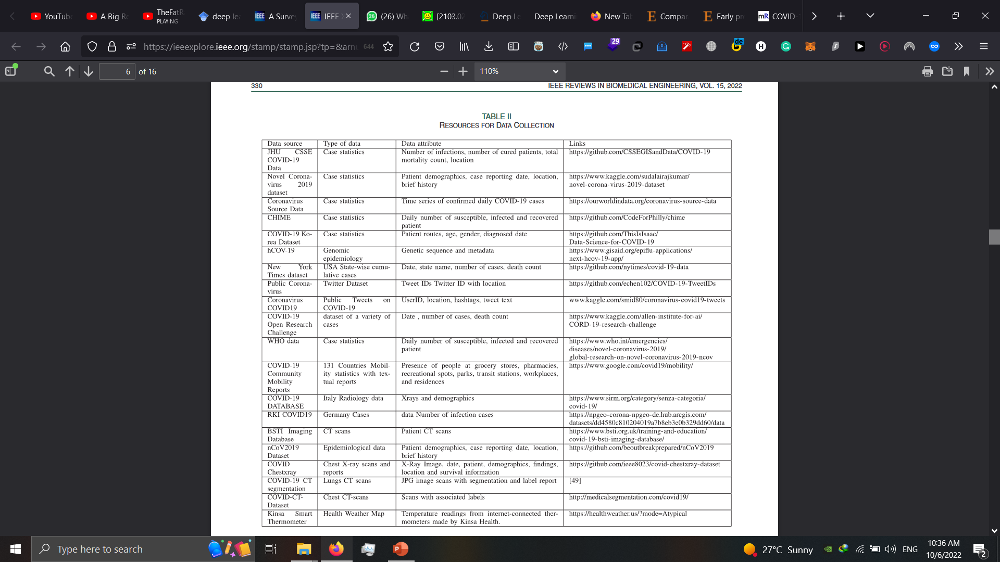 YouTub
A Big Re
TheFatR
PLAYING
deep lea
A Surve
IEEE X
(26) Wh
[2103.02
Deep Le
Deep Learni
New Tab
Compar
Early pr
COVID-
https://ieeexplore.ieee.org/stamp/stamp.jsp?tp=&arnu
644
29
de
6 of 16
110%
330 IEEE REVIEWS IN BIOMEDICAL ENGINEERING, VOL. 15, 2022
TABLE II
RESOURCES FOR DATA COLLECTION
Data source Type of data Data attribute Links
JHU CSSE Case statistics Number of infections, number of cured patients, total https://github.com/CSSEGISandData/COVID-19
COVID-19 mortality count, location
Data
Novel Corona- Case statistics Patient demographics, case reporting date, location, https://www.kaggle.com/sudalairajkumar/
virus 2019 brief history novel-corona-virus-2019-dataset
dataset
Coronavirus Case statistics Time series of confirmed daily COVID-19 cases https://ourworldindata.org/coronavirus-source-data
Source Data
CHIME Case statistics Daily number of susceptible, infected and recovered https://github.com/CodeForPhilly/chime
patient
COVID-19 Ko- Case statistics Patient routes, age, gender, diagnosed date https://github.com/ThisIsIsaac/
rea Dataset Data-Science-for-COVID-19
hCOV-19 Genomic Genetic sequence and metadata https://www.gisaid.org/epiflu-applications/
epidemiology next-hcov-19-app/
New York USA State-wise cumu- Date, state name, number of cases, death count https://github.com/nytimes/covid-19-data
Times dataset lative cases
Public Corona- Twitter Dataset Tweet IDs Twitter ID with location https://github.com/echen102/COVID-19-TweetIDs
virus
Coronavirus Public Tweets on UserID, location, hashtags, tweet text www.kaggle.com/smid80/coronavirus-covid19-tweets
COVID19 COVID-19
COVID-19 dataset of a variety of Date , number of cases, death count https://www.kaggle.com/allen-institute-for-ai/
Open Research cases CORD-19-research-challenge
Challenge
WHO data Case statistics Daily number of susceptible, infected and recovered https://www.who.int/emergencies/
patient diseases/novel-coronavirus-2019/
global-research-on-novel-coronavirus-2019-ncov
COVID-19 131 Countries Mobil- Presence of people at grocery stores, pharmacies, https://www.google.com/covid19/mobility/
Community ity statistics with tex- recreational spots, parks, transit stations, workplaces,
Mobility tual reports and residences
Reports
COVID-19 Italy Radiology data Xrays and demographics https://www.sirm.org/category/senza-categoria/
DATABASE covid-19/
RKI COVID19 Germany Cases data Number of infection cases https://npgeo-corona-npgeo-de.hub.arcgis.com/
datasets/dd4580c810204019a7b8eb3e0b329dd60/data
BSTI Imaging CT scans Patient CT scans https://www.bsti.org.uk/training-and-education/
Database covid-19-bsti-imaging-database/
nCoV2019 Epidemiological data Patient demographics, case reporting date, location, https://github.com/beoutbreakprepared/nCoV2019
Dataset brief history
COVID Chest X-ray scans and X-Ray Image, date, patient, demographics, findings, https://github.com/ieee8023/covid-chestxray-dataset
Chestxray reports location and survival information
COVID-19 CT Lungs CT scans JPG image scans with segmentation and label report [49]
segmentation
COVID-CT- Chest CT-scans Scans with associated labels http://medicalsegmentation.com/covid19/
Dataset
Kinsa Smart Health Weather Map Temperature readings from internet-connected ther- https://healthweather.us/?mode=Atypical
Thermometer mometers made by Kinsa Health.
Type here to search
27°C Sunny
ENG
10:36 AM
10/6/2022
2